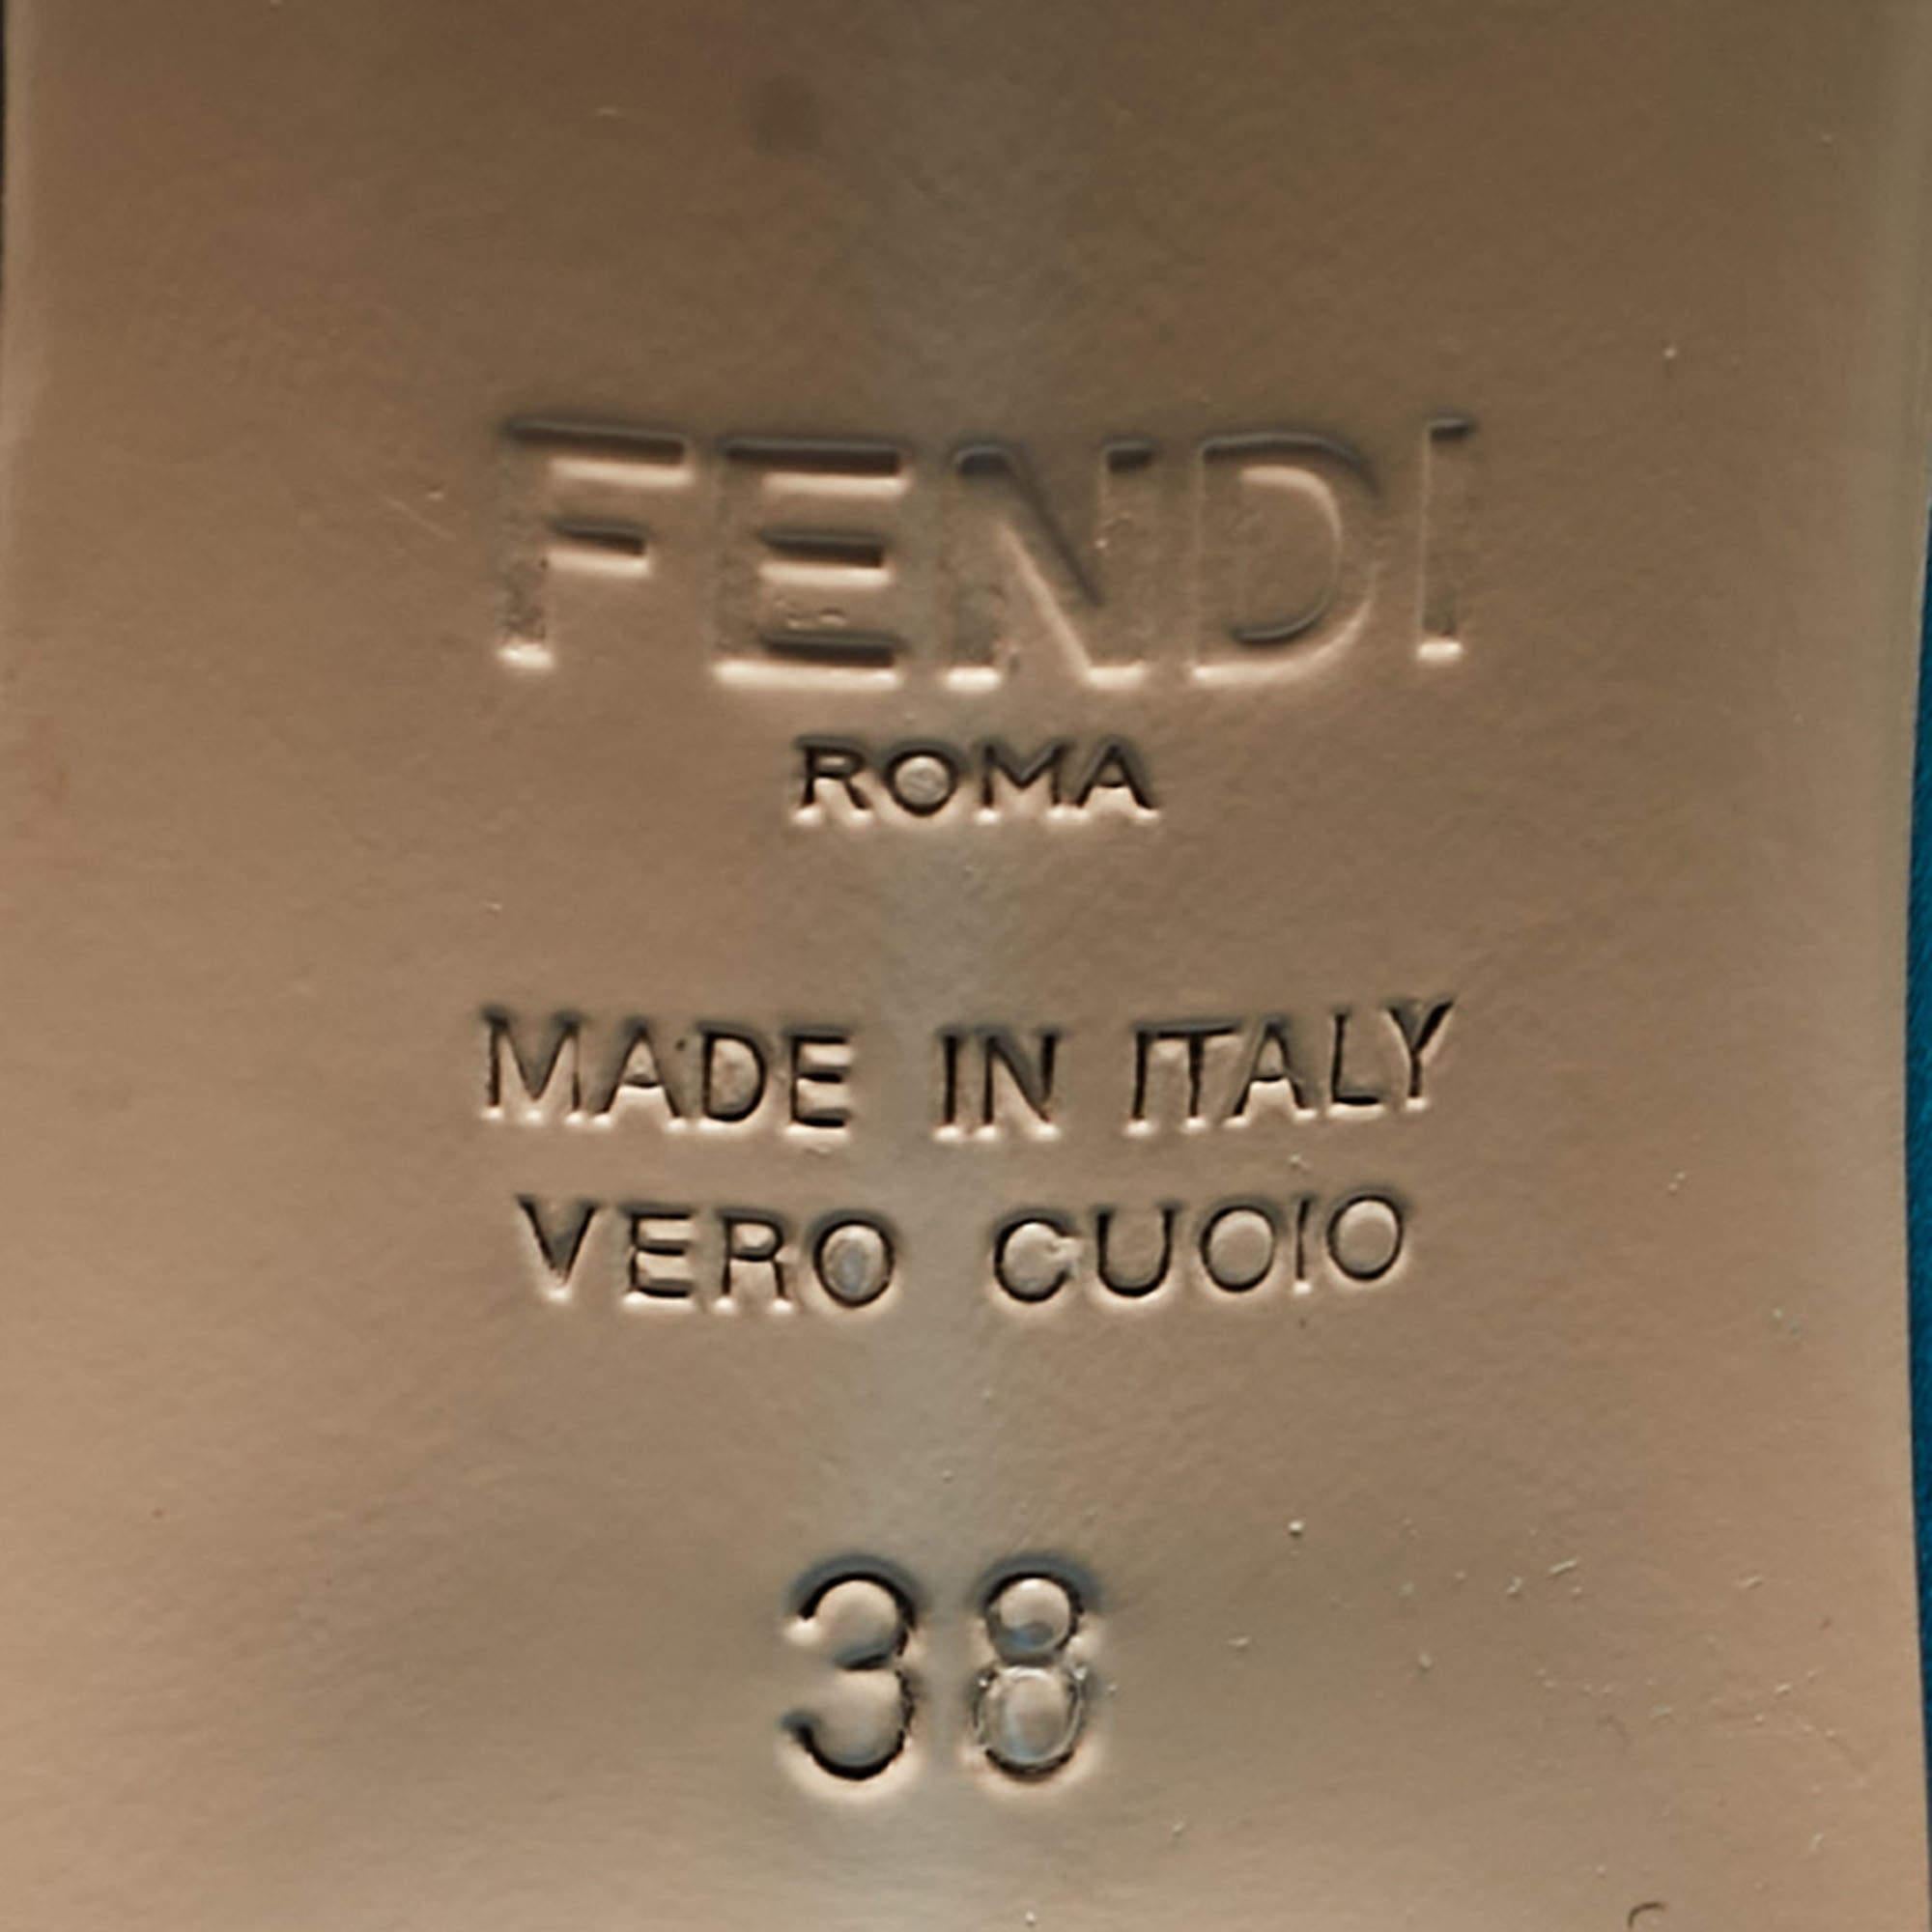 FENDI
ROMA
MADE IN ITALY
VERO CUOIO
38